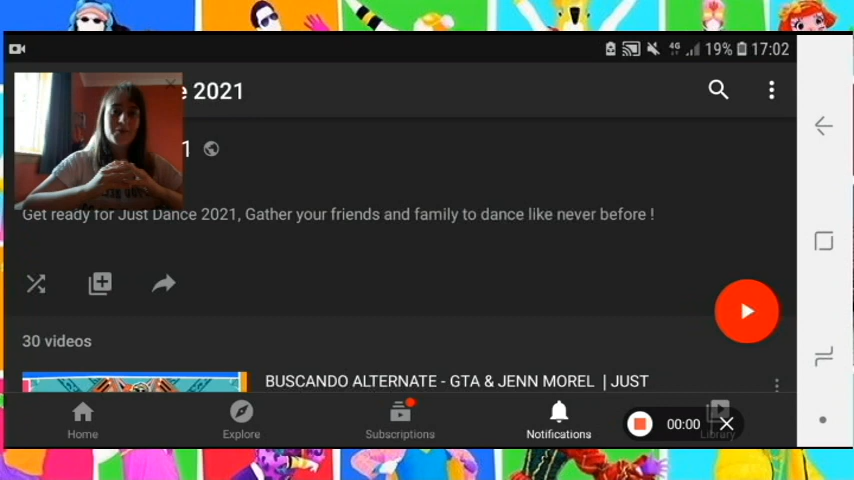 4G 19% 17:02
e 2021
1
Get ready for Just Dance 2021, Gather your friends and family to dance like never before !
30 videos
BUSCANDO ALTERNATE - GTA & JENN MOREL | JUST
Home Explore Subscriptions Notifications 00:00 Library